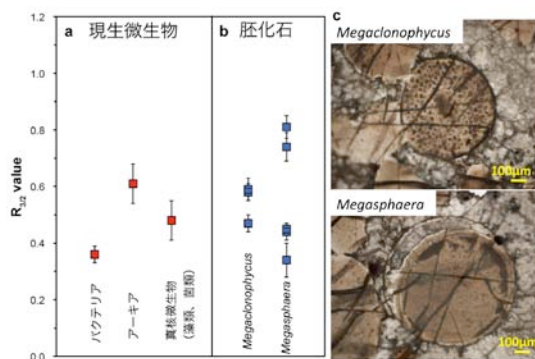 a 現生微生物
b 胚化石
c
Megaclonophycus
1.2
1.0
0.8
0.6
0.4
0.2
0.0
R3/2 value
バクテリア
アーキア
真核微生物
(藻類、菌類)
Megaclonophycus
Megasphaera
100μm
Megasphaera
100μm